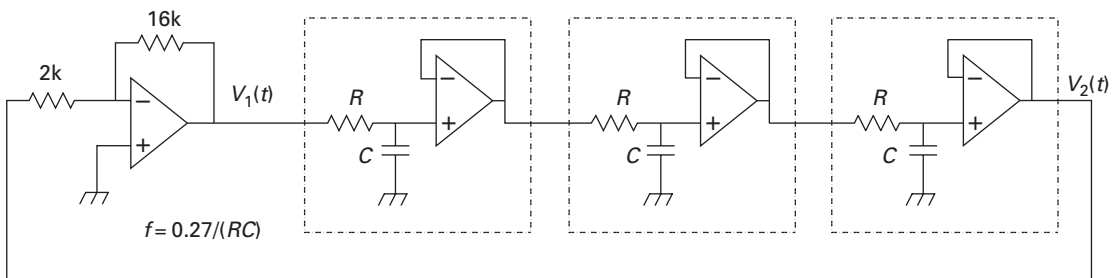 16k
2k
V1(t)
R
C
R
C
R
C
V2(t)
f = 0.27/(RC)
− +
− +
− +
− +